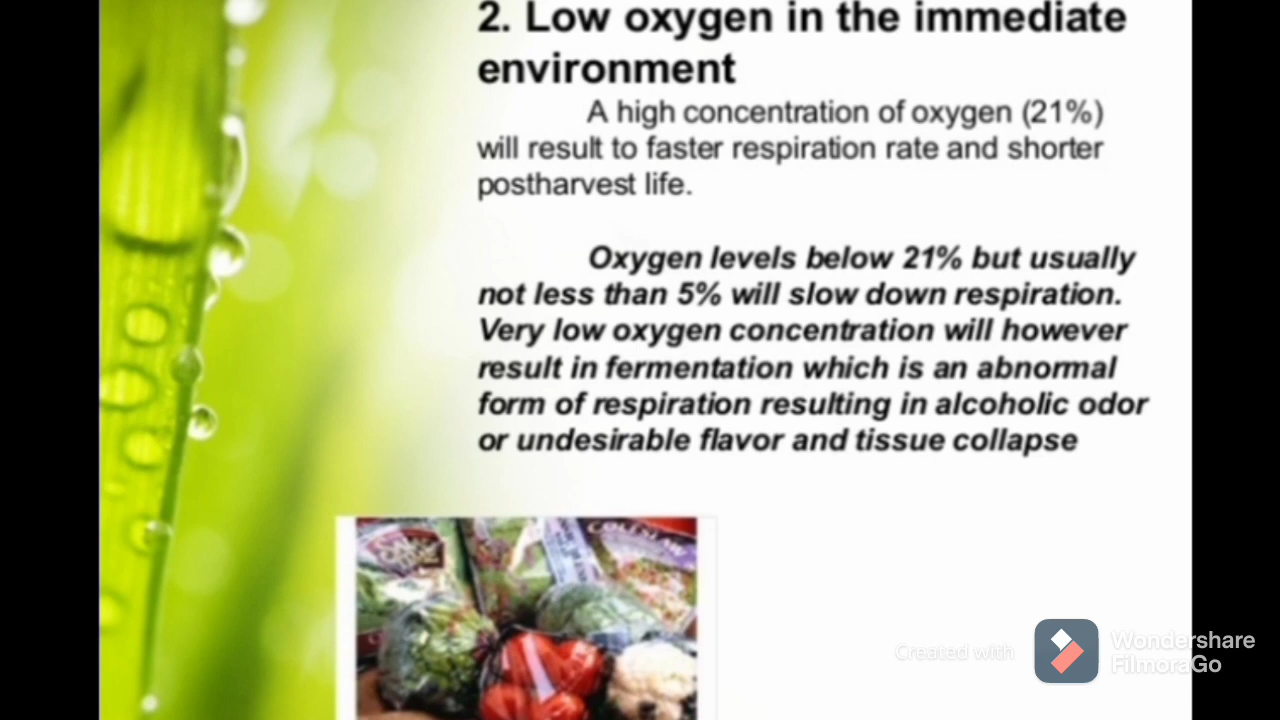 2. Low oxygen in the immediate
environment
A high concentration of oxygen (21%)
will result to faster respiration rate and shorter
postharvest life.
Oxygen levels below 21% but usually
not less than 5% will slow down respiration.
Very low oxygen concentration will however
result in fermentation which is an abnormal
form of respiration resulting in alcoholic odor
or undesirable flavor and tissue collapse
Created with
Wondershare
FilmoraGo